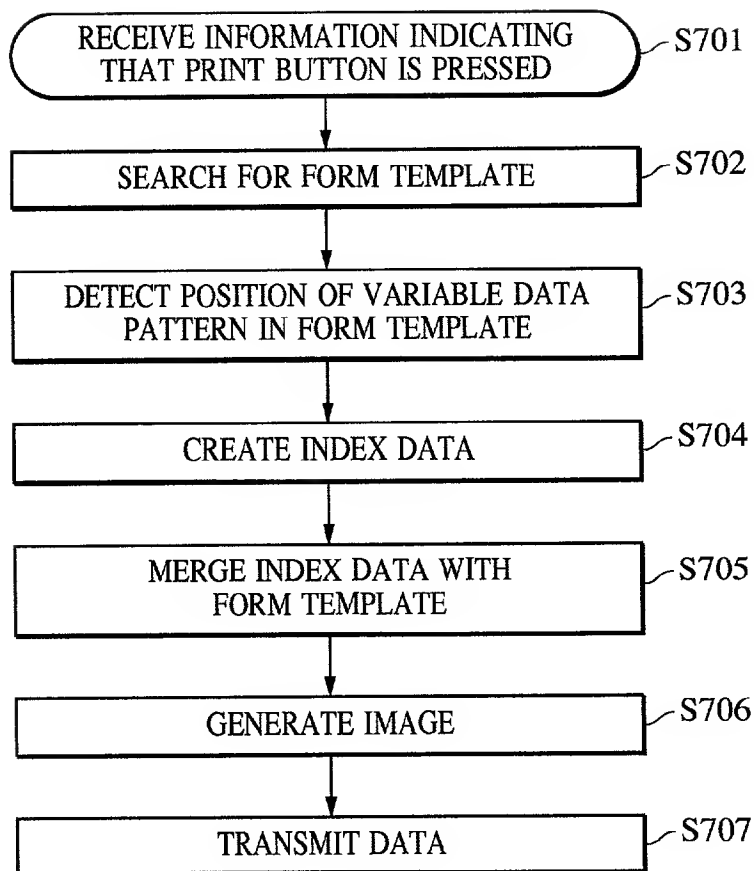 RECEIVE INFORMATION INDICATING
THAT PRINT BUTTON IS PRESSED
S701
SEARCH FOR FORM TEMPLATE
S702
DETECT POSITION OF VARIABLE DATA
PATTERN IN FORM TEMPLATE
S703
CREATE INDEX DATA
S704
MERGE INDEX DATA WITH
FORM TEMPLATE
S705
GENERATE IMAGE
S706
TRANSMIT DATA
S707